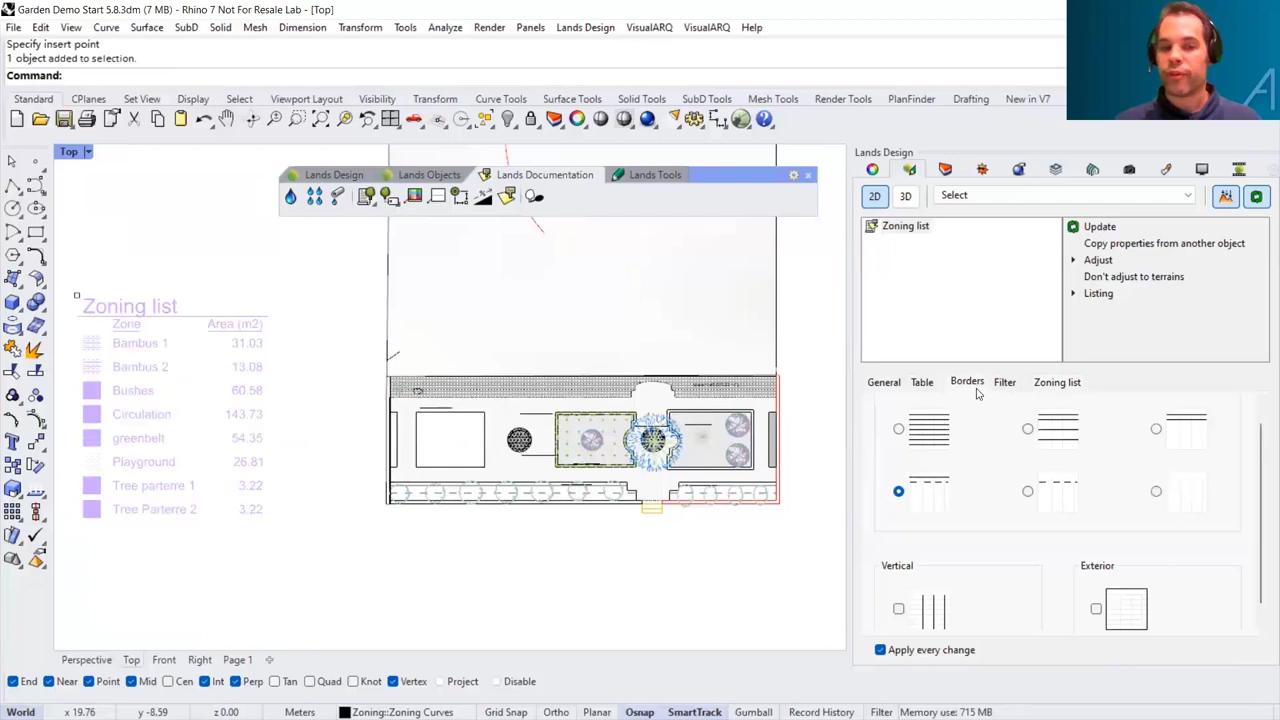 Garden Demo Start 5.8.3dm (7 MB) - Rhino 7 Not For Resale Lab - [Top]
File Edit View Curve Surface SubD Solid Mesh Dimension Transform Tools Analyze Render Panels Lands Design VisualARQ VisualARQ Help
Specify insert point
1 object added to selection.
Command:
Standard CPlanes Set View Display Select Viewport Layout Visibility Transform Curve Tools Surface Tools Solid Tools SubD Tools Mesh Tools Render Tools PlanFinder Drafting New in V7
Top
Lands Design Lands Objects Lands Documentation Lands Tools
Zoning list
Zone Area (m2)
Bambus 1 31.03
Bambus 2 13.08
Bushes 60.58
Circulation 143.73
greenbelt 54.35
Playground 26.81
Tree parterre 1 3.22
Tree Parterre 2 3.22
Lands Design
2D 3D Select
Zoning list
Update
Copy properties from another object
Adjust
Don't adjust to terrains
Listing
General Table Borders Filter Zoning list
Vertical Exterior
Apply every change
Perspective Top Front Right Page 1
End Near Point Mid Cen Int Perp Tan Quad Knot Vertex Project Disable
World x 19.76 y -8.59 z 0.00 Meters Zoning::Zoning Curves Grid Snap Ortho Planar Osnap SmartTrack Gumball Record History Filter Memory use: 715 MB